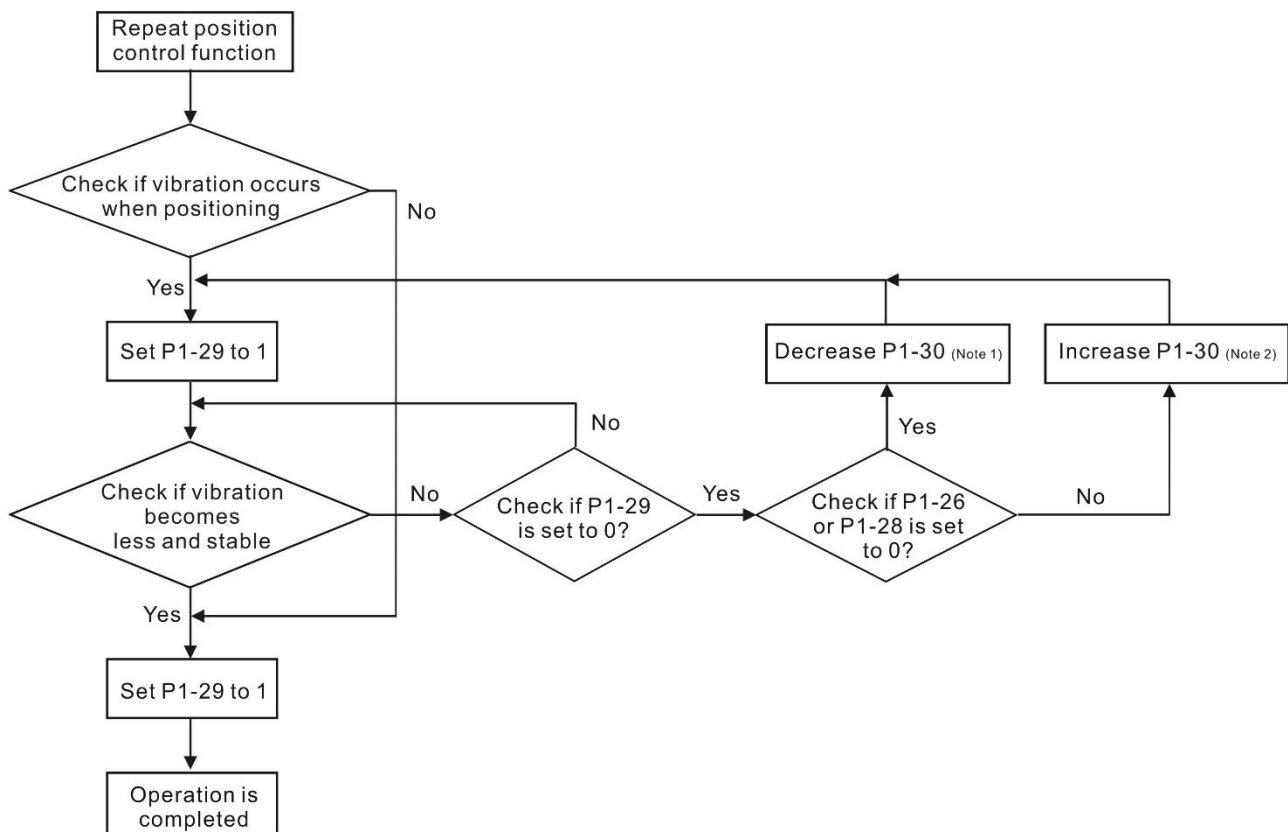 Repeat position
control function
Check if vibration occurs
when positioning
No
Yes
Set P1-29 to 1
Decrease P1-30 (Note 1)
Increase P1-30 (Note 2)
No
Yes
Check if vibration
becomes
less and stable
No
Check if P1-29
is set to 0?
Yes
Check if P1-26
or P1-28 is set
to 0?
No
Yes
Set P1-29 to 1
Operation is
completed